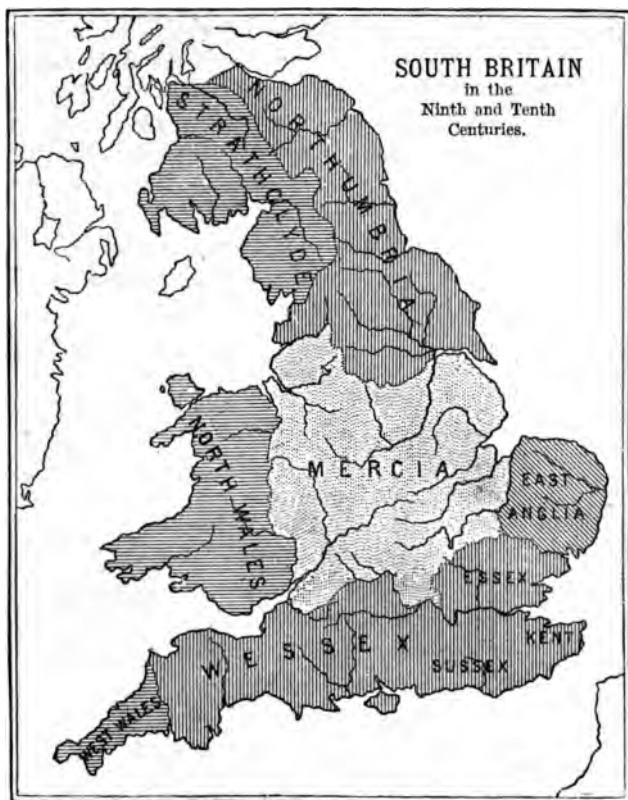 SOUTH BRITAIN
in the
Ninth and Tenth
Centuries.
STRATHCLYDE
NORTHUMBRIA
NORTH WALES
MERCIA
EAST
ANGLIA
ESSEX
WESSEX
KENT
SUSSEX
WEST WALES